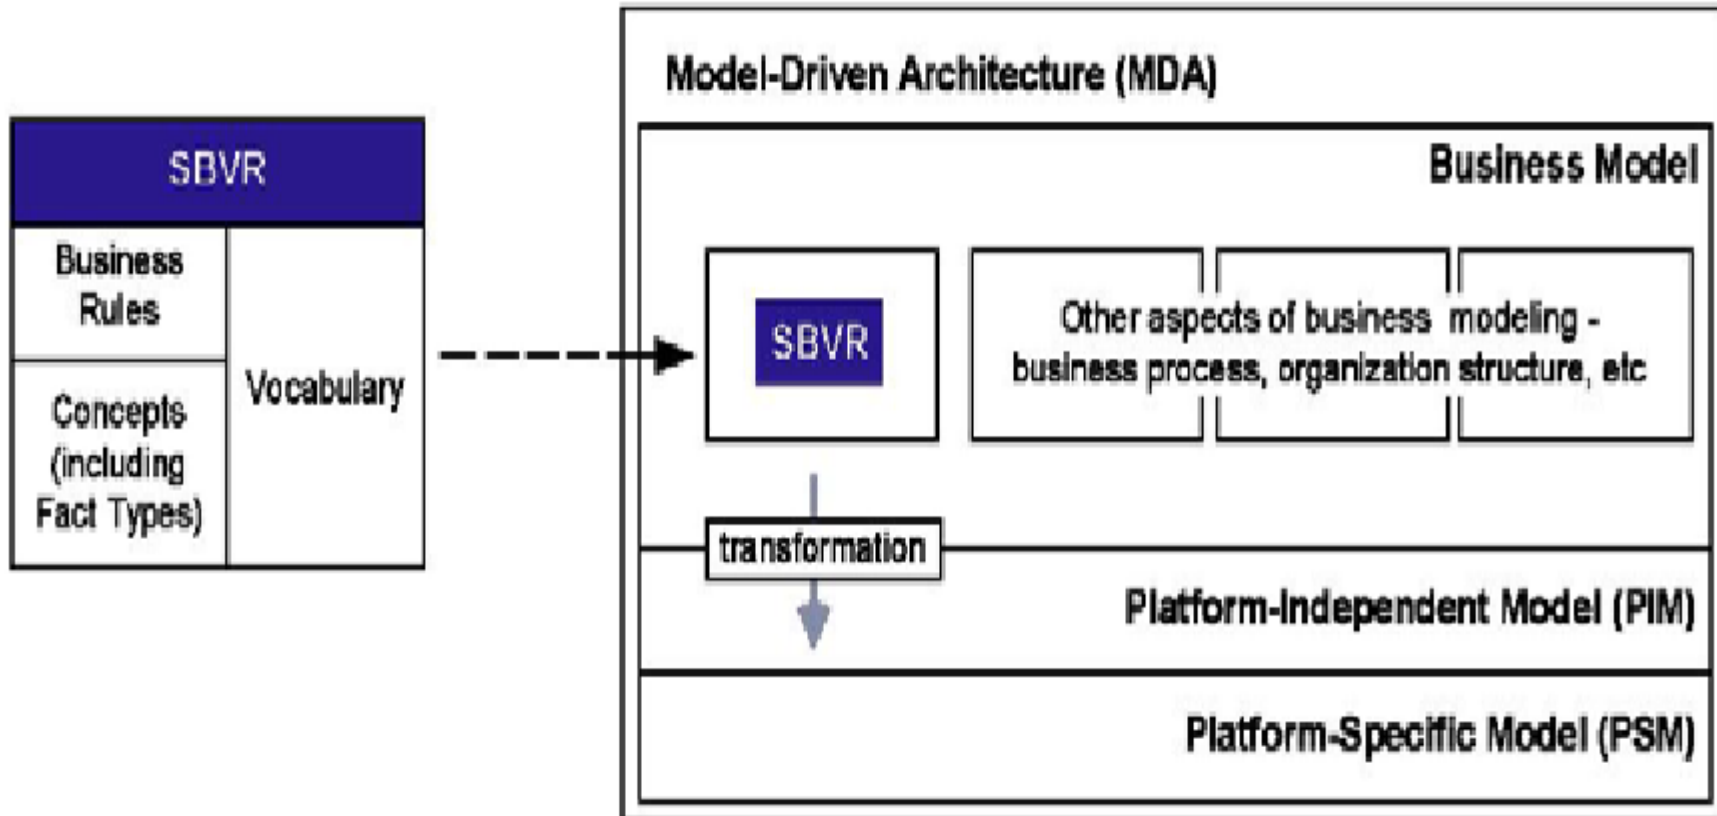 SBVR
Business
Rules
Concepts
(including
Fact Types)
Vocabulary
Model-Driven Architecture (MDA)
Business Model
SBVR
Other aspects of business modeling -
business process, organization structure, etc
transformation
Platform-Independent Model (PIM)
Platform-Specific Model (PSM)